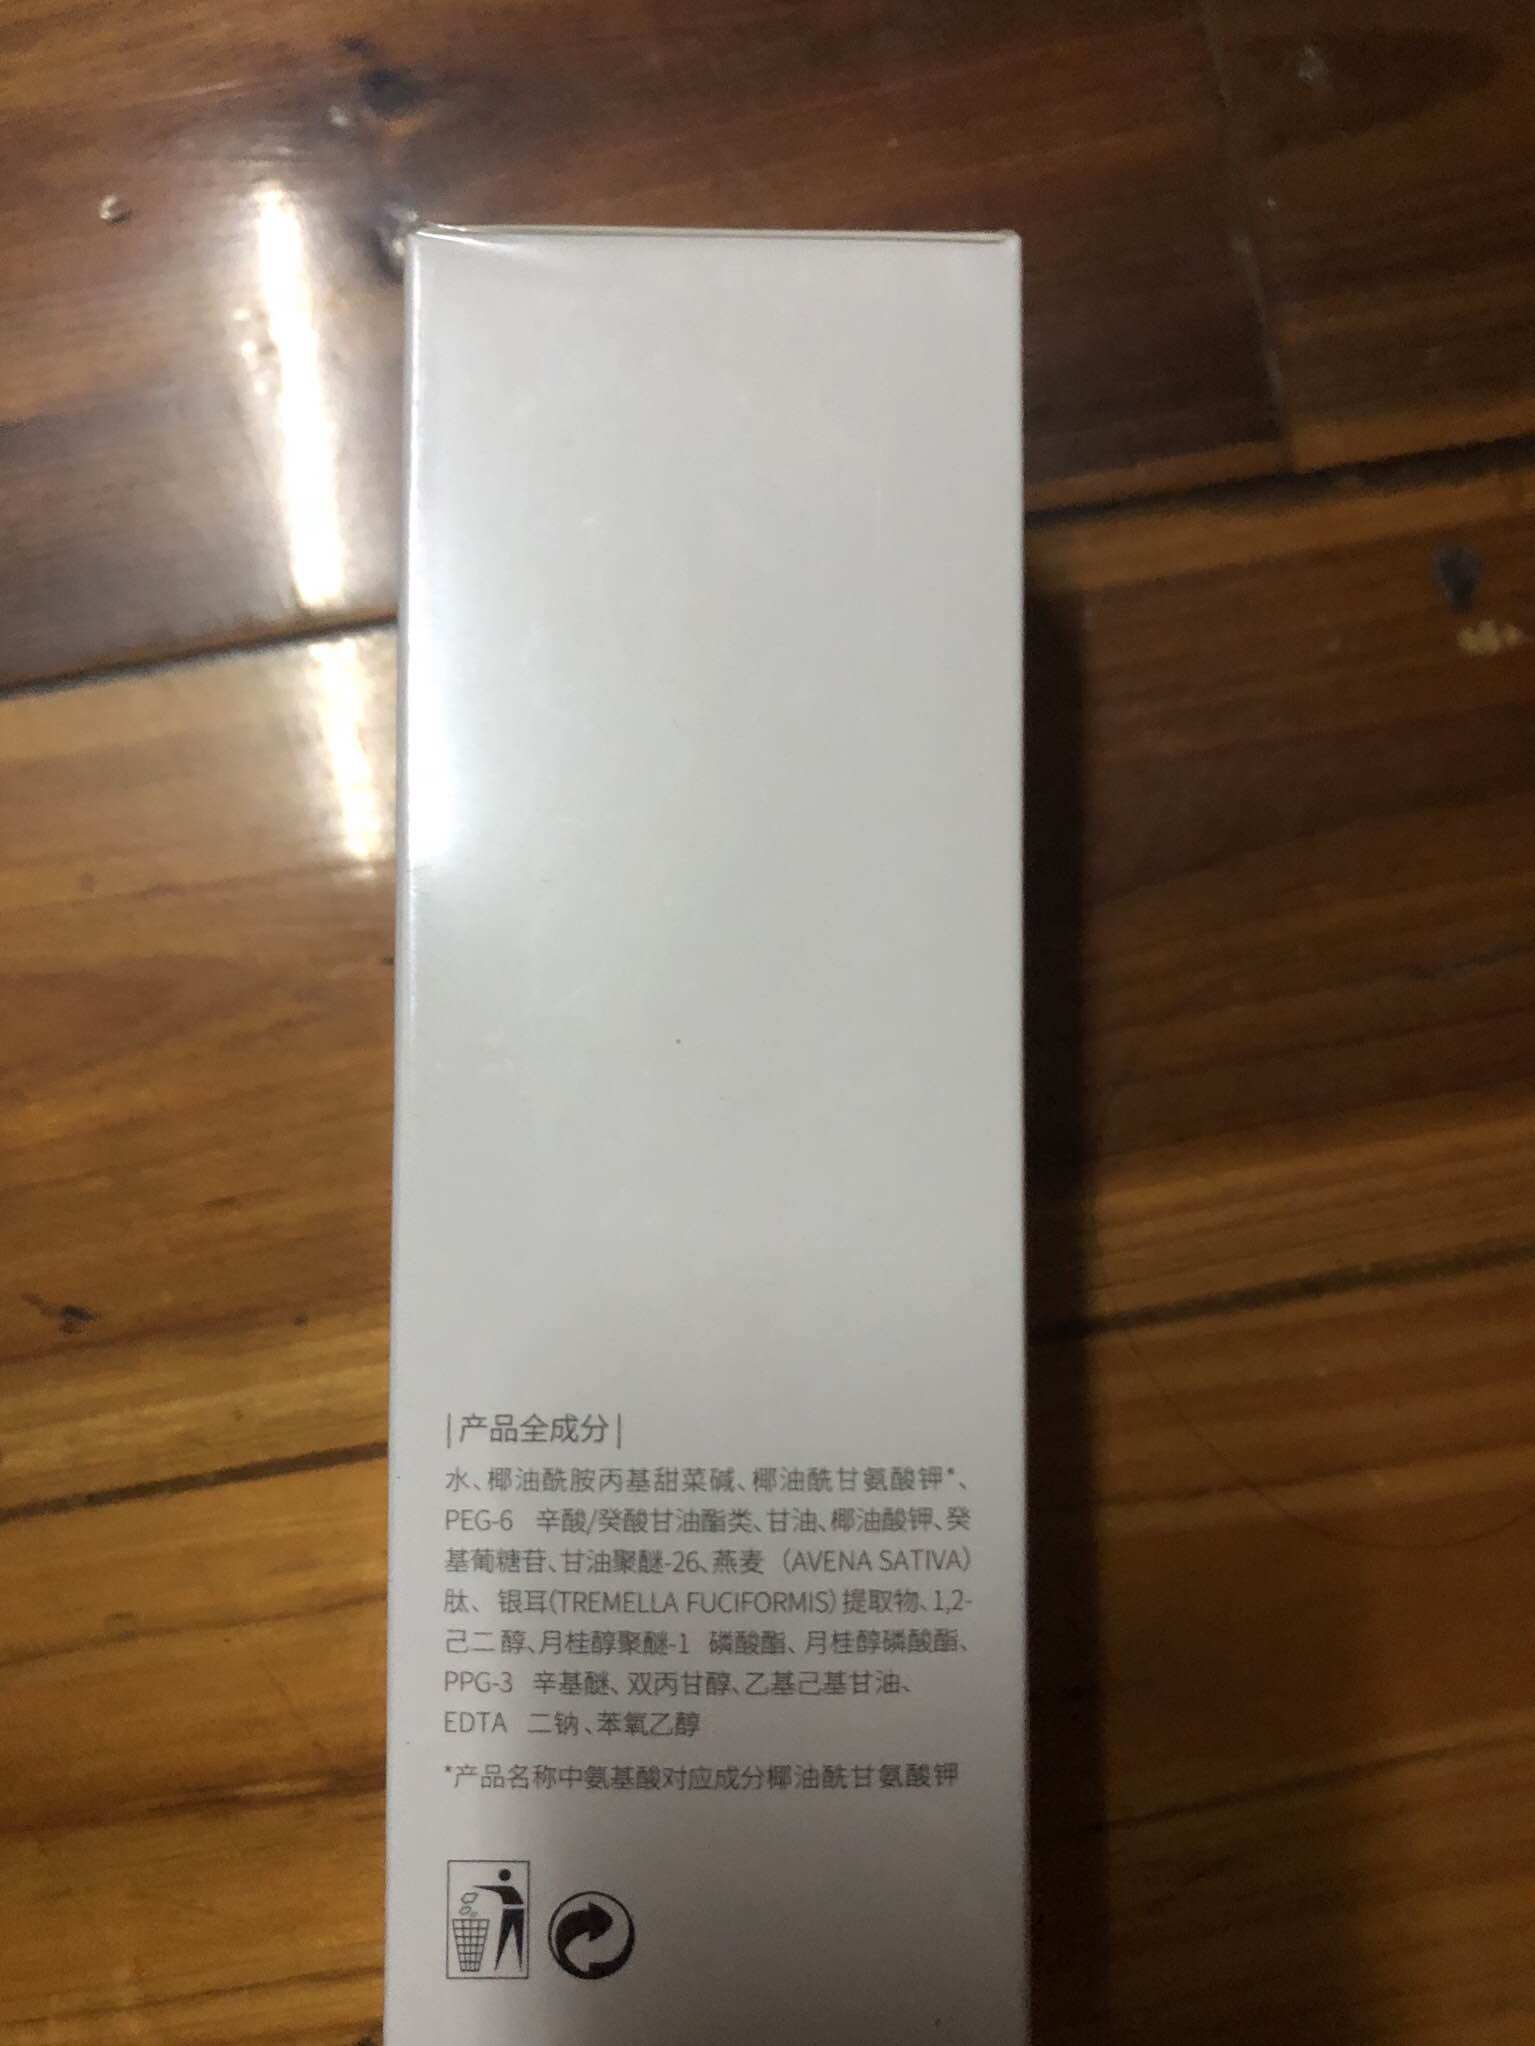 |产品全成分|
水、椰油酰胺丙基甜菜碱、椰油酰甘氨酸钾*、
PEG-6 辛酸/癸酸甘油酯类、甘油、椰油酸钾、癸
基葡糖苷、甘油聚醚-26、燕麦（AVENA SATIVA）
肽、银耳(TREMELLA FUCIFORMIS)提取物、1,2-
己二醇、月桂醇聚醚-1 磷酸酯、月桂醇磷酸酯、
PPG-3 辛基醚、双丙甘醇、乙基己基甘油、
EDTA 二钠、苯氧乙醇
*产品名称中氨基酸对应成分椰油酰甘氨酸钾